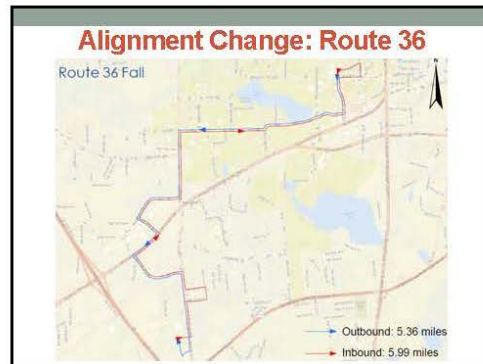 Alignment Change: Route 36
Route 36 Fall
N
Outbound: 5.36 miles
Inbound: 5.99 miles